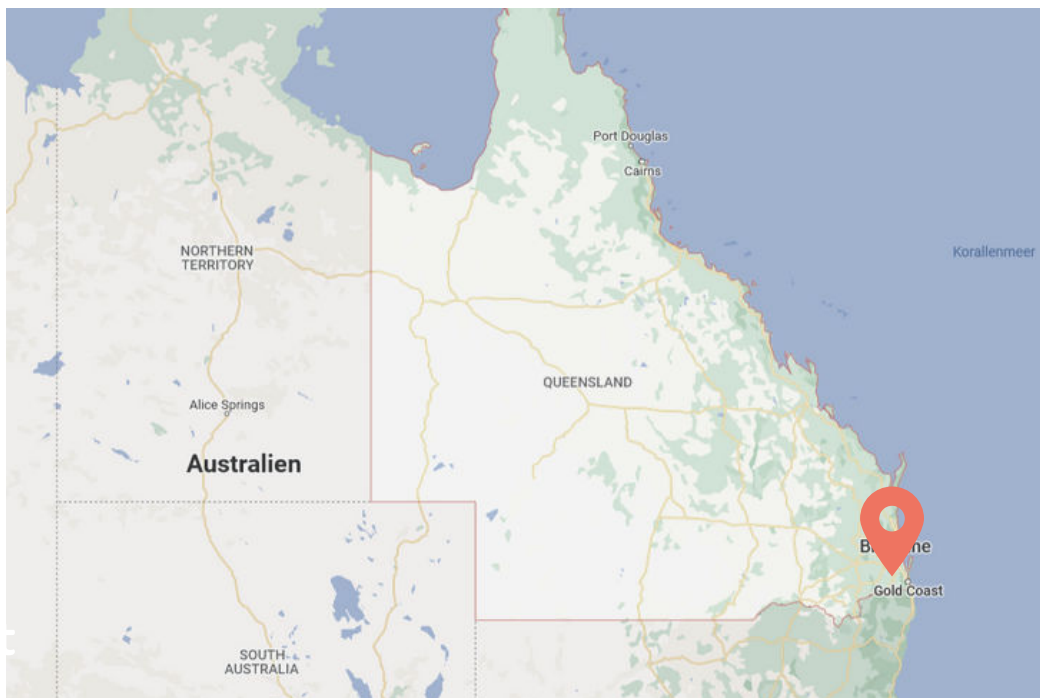 Port Douglas
Cairns
Korallenmeer
NORTHERN
TERRITORY
QUEENSLAND
Alice Springs
Australien
Gold Coast
t
SOUTH
AUSTRALIA